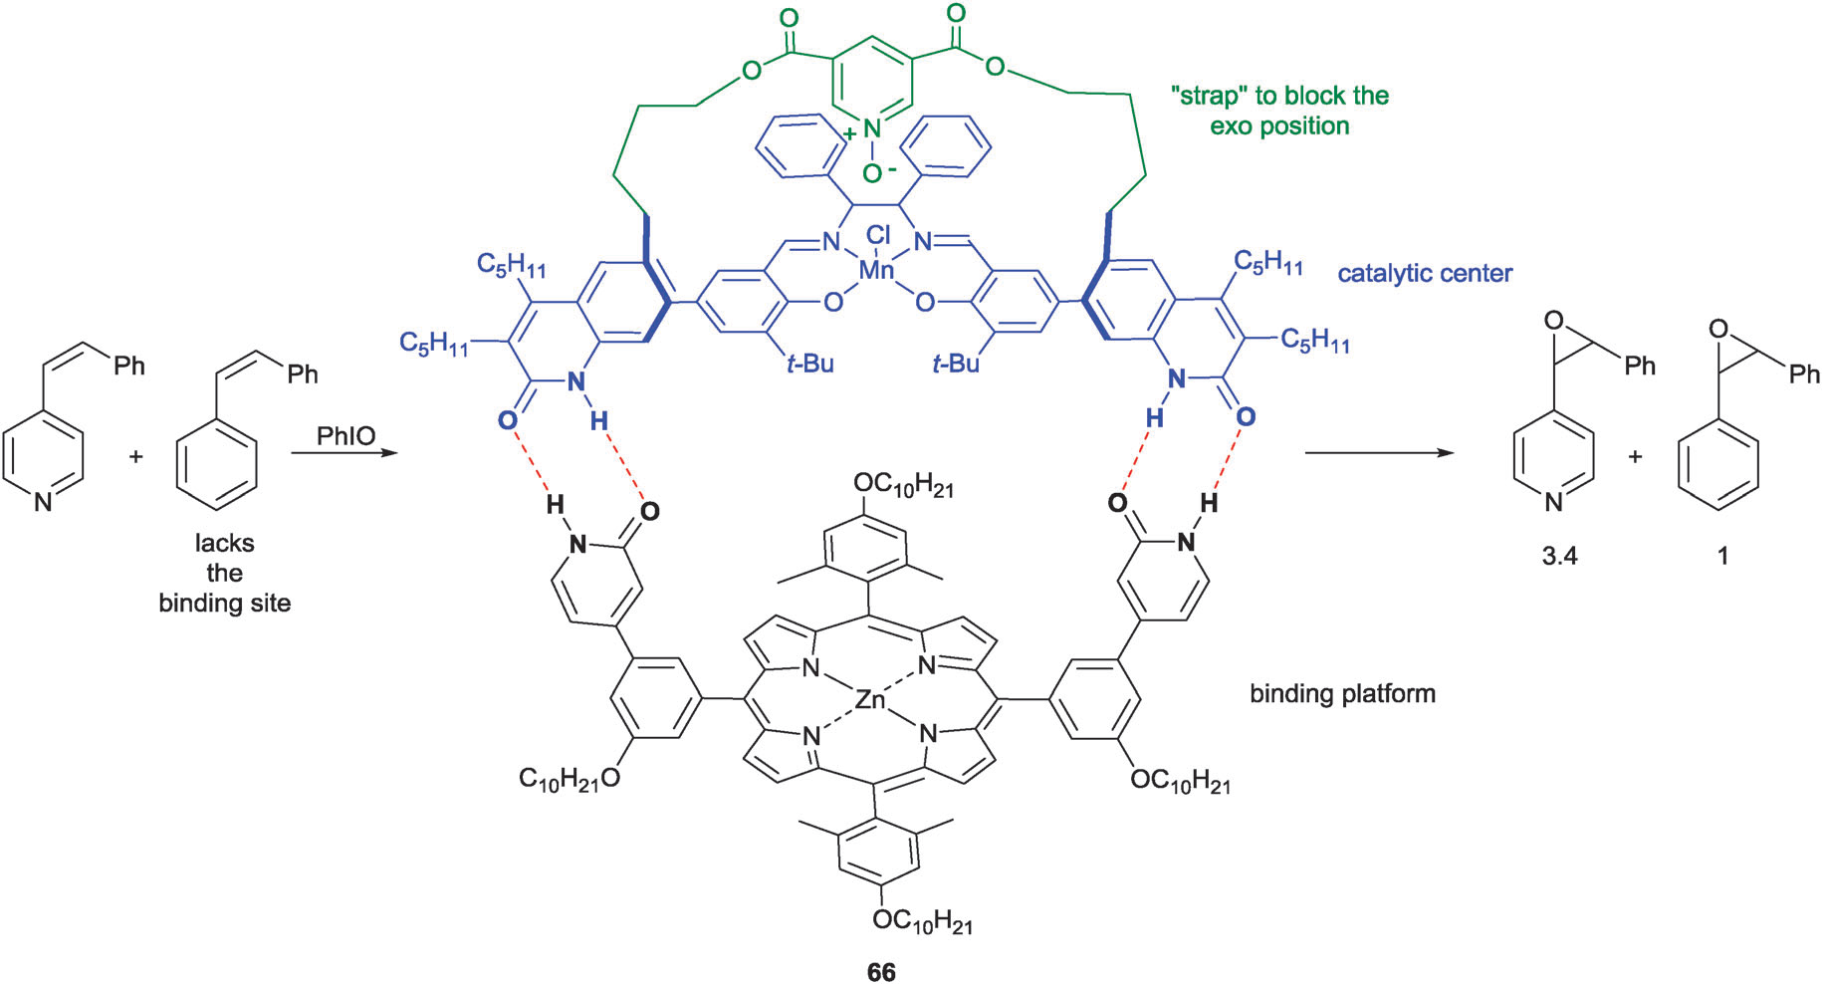 O
O
O
O
"strap" to block the
exo position
+
N
O -
Cl
N
N
Mn
O
O
C5H11
C5H11
C5H11
C5H11
catalytic center
t-Bu
t-Bu
N
H
O
N
H
O
Ph
N
+
Ph
lacks
the
binding site
PhIO
O
Ph
N
3.4
+
O
Ph
1
H
N
O
O
H
N
OC10H21
N
N
Zn
N
N
binding platform
C10H21O
OC10H21
OC10H21
66